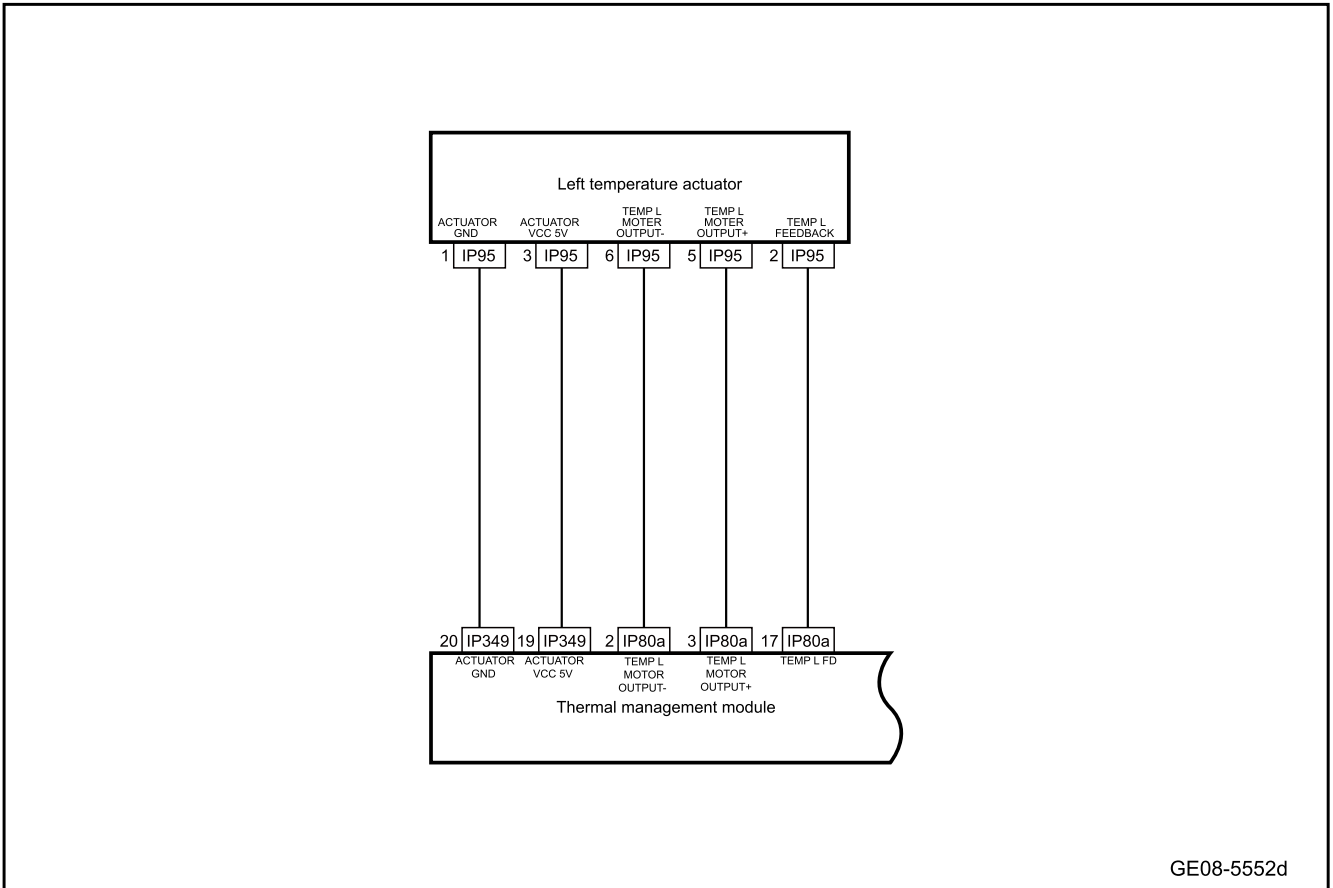 Left temperature actuator
ACTUATOR
GND
ACTUATOR
VCC 5V
TEMP L
MOTER
OUTPUT-
TEMP L
MOTER
OUTPUT+
TEMP L
FEEDBACK
1 IP95 3 IP95 6 IP95 5 IP95 2 IP95
20 IP349 19 IP349 2 IP80a 3 IP80a 17 IP80a
ACTUATOR
GND
ACTUATOR
VCC 5V
TEMP L
MOTOR
OUTPUT-
TEMP L
MOTOR
OUTPUT+
TEMP L FD
Thermal management module
GE08-5552d